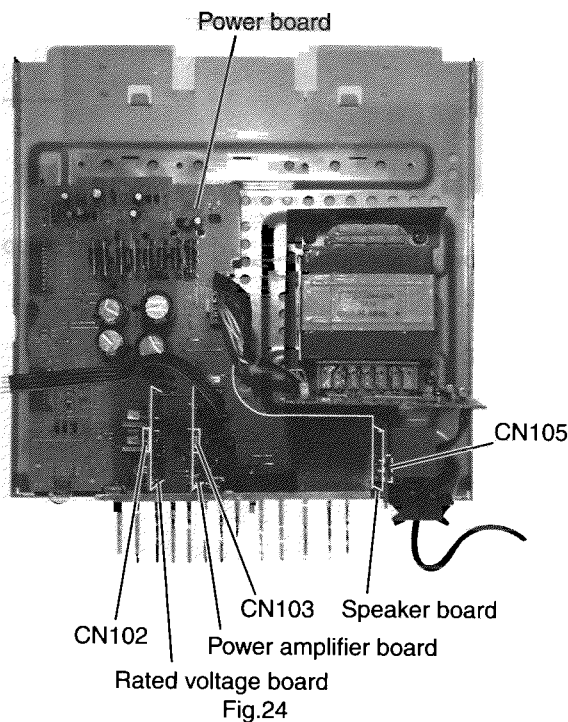 Power board
CN105
CN103
Speaker board
CN102
Power amplifier board
Rated voltage board
Fig.24